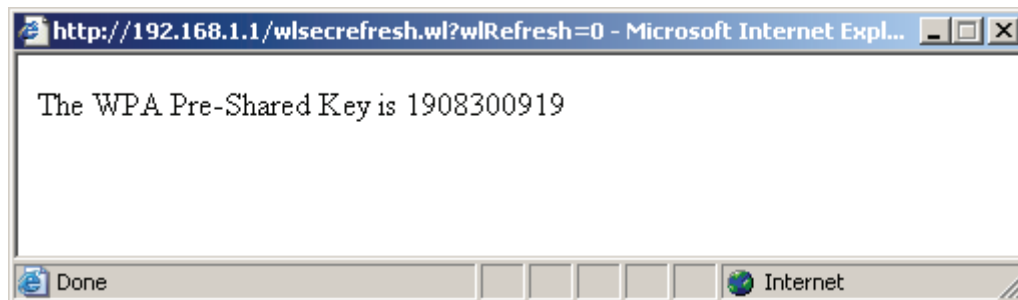 http://192.168.1.1/wlsecrefresh.wl?wlRefresh=0 - Microsoft Internet Expl...
The WPA Pre-Shared Key is 1908300919
Done Internet